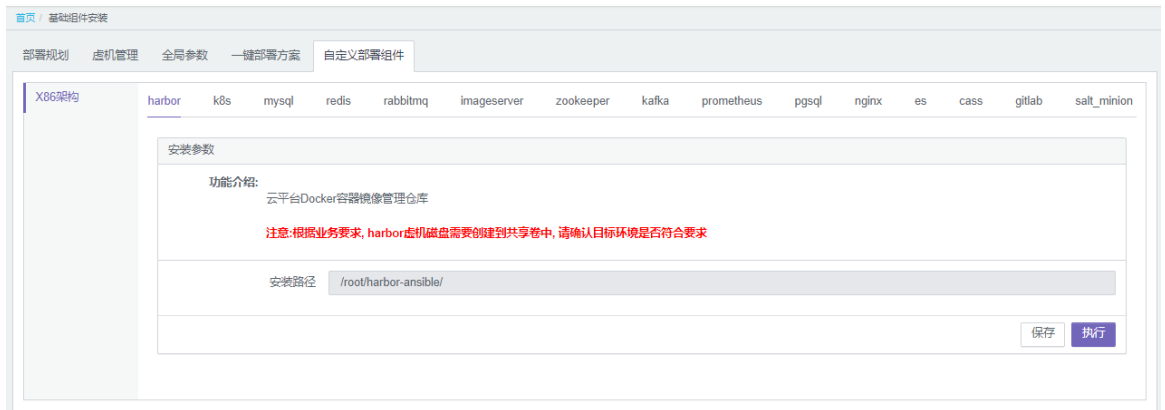 首页 / 基础组件安装
部署规划 虚机管理 全局参数 一键部署方案 自定义部署组件
X86架构 harbor k8s mysql redis rabbitmq imageserver zookeeper kafka prometheus pgsql nginx es cass gitlab salt_minion
安装参数
功能介绍:
云平台Docker容器镜像管理仓库
注意:根据业务要求, harbor虚机磁盘需要创建到共享卷中, 请确认目标环境是否符合要求
安装路径 /root/harbor-ansible/
保存 执行